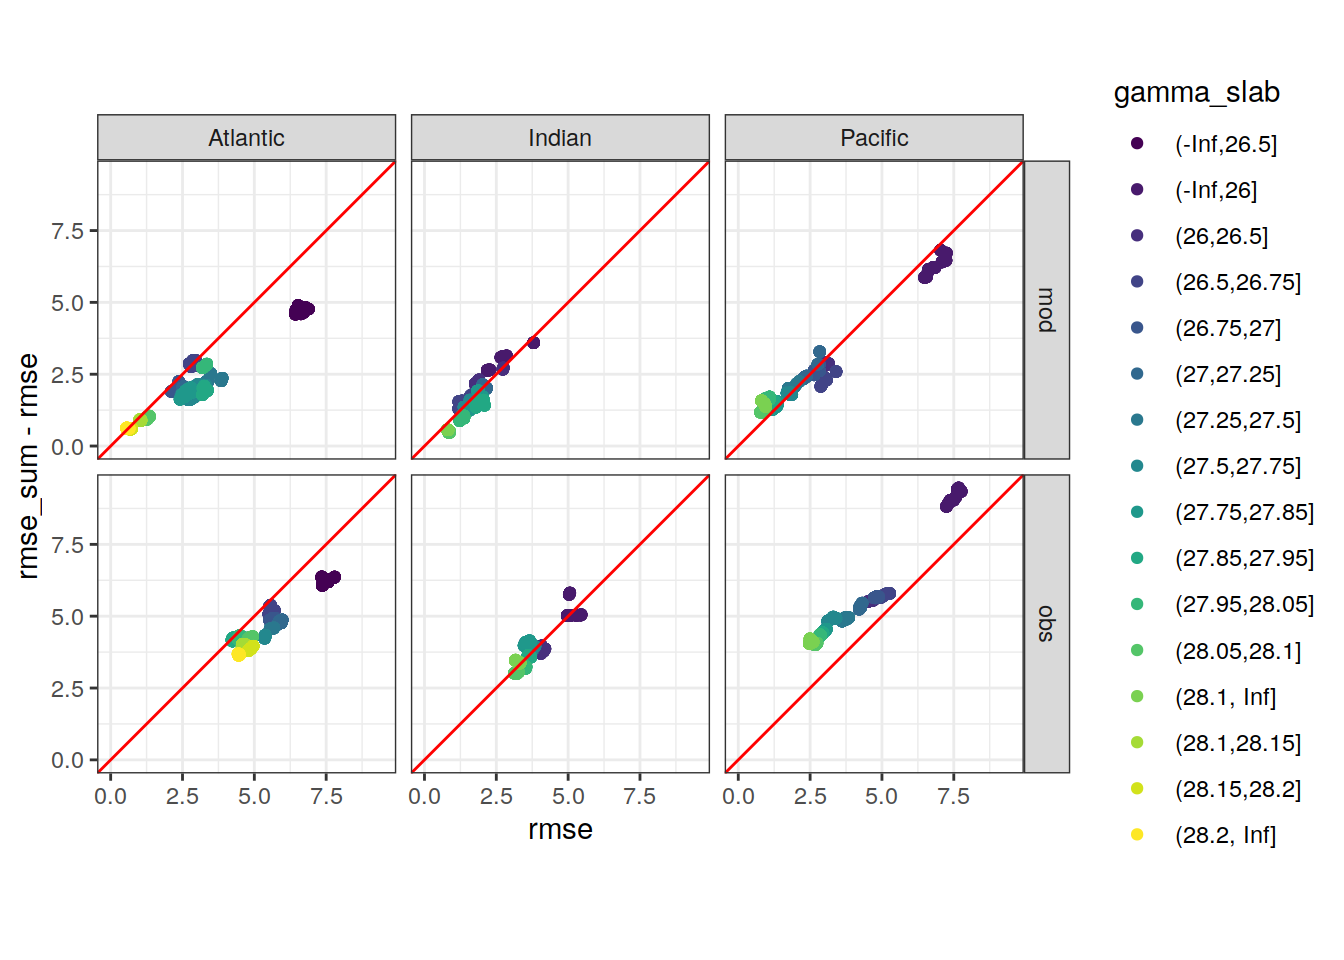 gamma_slab
Atlantic
Indian
Pacific
(-Inf,26.5]
(-Inf,26]
(26,26.5]
(26.5,26.75]
(26.75,27]
(27,27.25]
(27.25,27.5]
(27.5,27.75]
(27.75,27.85]
(27.85,27.95]
(27.95,28.05]
(28.05,28.1]
(28.1, Inf]
(28.1,28.15]
(28.15,28.2]
(28.2, Inf]
mod
obs
rmse_sum - rmse
7.5
5.0
2.5
0.0
7.5
5.0
2.5
0.0
0.0 2.5 5.0 7.5
0.0 2.5 5.0 7.5
0.0 2.5 5.0 7.5
rmse